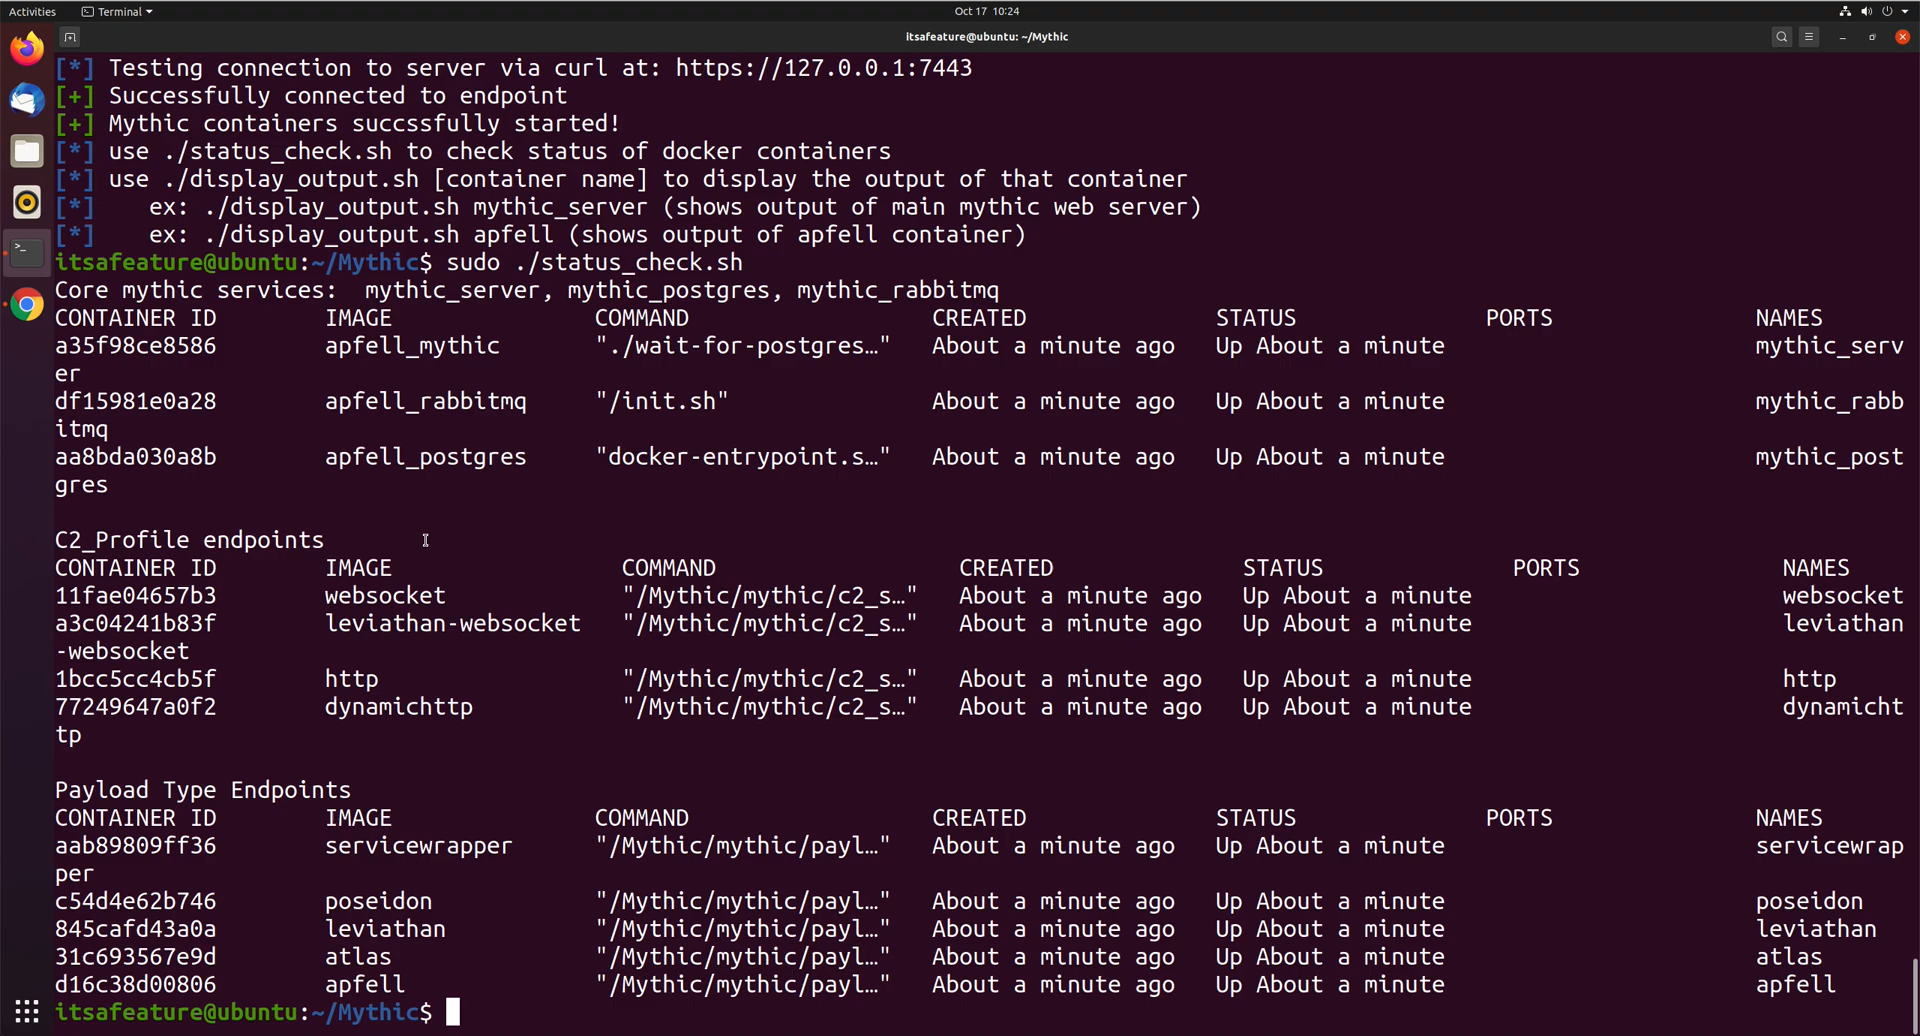 Activities Terminal Oct 17 10:24
itsafeature@ubuntu: ~/Mythic
[*] Testing connection to server via curl at: https://127.0.0.1:7443
[+] Successfully connected to endpoint
[+] Mythic containers succssfully started!
[*] use ./status_check.sh to check status of docker containers
[*] use ./display_output.sh [container name] to display the output of that container
[*]    ex: ./display_output.sh mythic_server (shows output of main mythic web server)
[*]    ex: ./display_output.sh apfell (shows output of apfell container)
itsafeature@ubuntu:~/Mythic$ sudo ./status_check.sh
Core mythic services:  mythic_server, mythic_postgres, mythic_rabbitmq
CONTAINER ID        IMAGE               COMMAND                  CREATED              STATUS              PORTS               NAMES
a35f98ce8586        apfell_mythic       "./wait-for-postgres…"   About a minute ago   Up About a minute                       mythic_serv
er
df15981e0a28        apfell_rabbitmq     "/init.sh"               About a minute ago   Up About a minute                       mythic_rabb
itmq
aa8bda030a8b        apfell_postgres     "docker-entrypoint.s…"   About a minute ago   Up About a minute                       mythic_post
gres
C2_Profile endpoints
CONTAINER ID        IMAGE                 COMMAND                  CREATED              STATUS              PORTS               NAMES
11fae04657b3        websocket             "/Mythic/mythic/c2_s…"   About a minute ago   Up About a minute                       websocket
a3c04241b83f        leviathan-websocket   "/Mythic/mythic/c2_s…"   About a minute ago   Up About a minute                       leviathan
-websocket
1bcc5cc4cb5f        http                  "/Mythic/mythic/c2_s…"   About a minute ago   Up About a minute                       http
77249647a0f2        dynamichttp           "/Mythic/mythic/c2_s…"   About a minute ago   Up About a minute                       dynamicht
tp
Payload Type Endpoints
CONTAINER ID        IMAGE               COMMAND                  CREATED              STATUS              PORTS               NAMES
aab89809ff36        servicewrapper      "/Mythic/mythic/payl…"   About a minute ago   Up About a minute                       servicewrap
per
c54d4e62b746        poseidon            "/Mythic/mythic/payl…"   About a minute ago   Up About a minute                       poseidon
845cafd43a0a        leviathan           "/Mythic/mythic/payl…"   About a minute ago   Up About a minute                       leviathan
31c693567e9d        atlas               "/Mythic/mythic/payl…"   About a minute ago   Up About a minute                       atlas
d16c38d00806        apfell              "/Mythic/mythic/payl…"   About a minute ago   Up About a minute                       apfell
itsafeature@ubuntu:~/Mythic$